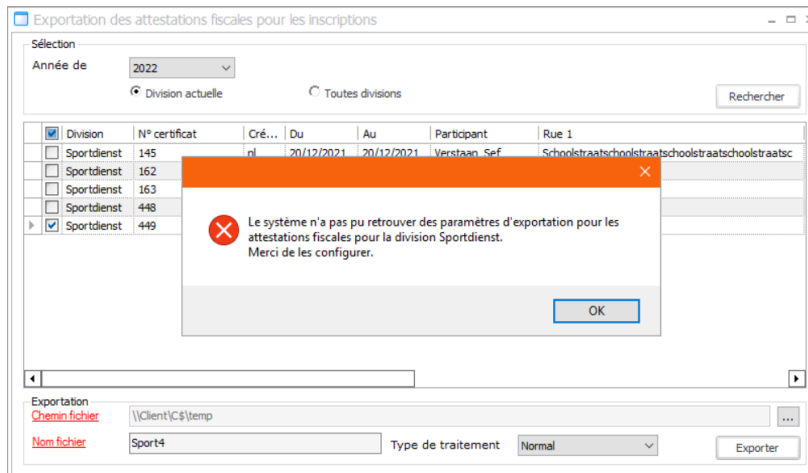 Exportation des attestations fiscales pour les inscriptions
Sélection
Année de 2022
Division actuelle Toutes divisions
Rechercher
Division N° certificat Cré... Du Au Participant Rue 1
Sportdienst 145 nl 20/12/2021 20/12/2021 Verstaan Sef Schoolstraatschoolstraatschoolstraatschoolstraatsc
Sportdienst 162
Sportdienst 163
Sportdienst 448
Sportdienst 449
Le système n'a pas pu retrouver des paramètres d'exportation pour les
attestations fiscales pour la division Sportdienst.
Merci de les configurer.
OK
Exportation
Chemin fichier \\Client\C$\temp ...
Nom fichier Sport4 Type de traitement Normal Exporter